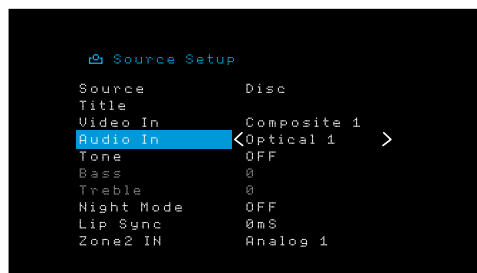 Source Setup
Source Disc
Title
Video In Composite 1
Audio In Optical 1
Tone OFF
Bass 0
Treble 0
Night Mode OFF
Lip Sync 0mS
Zone2 IN Analog 1